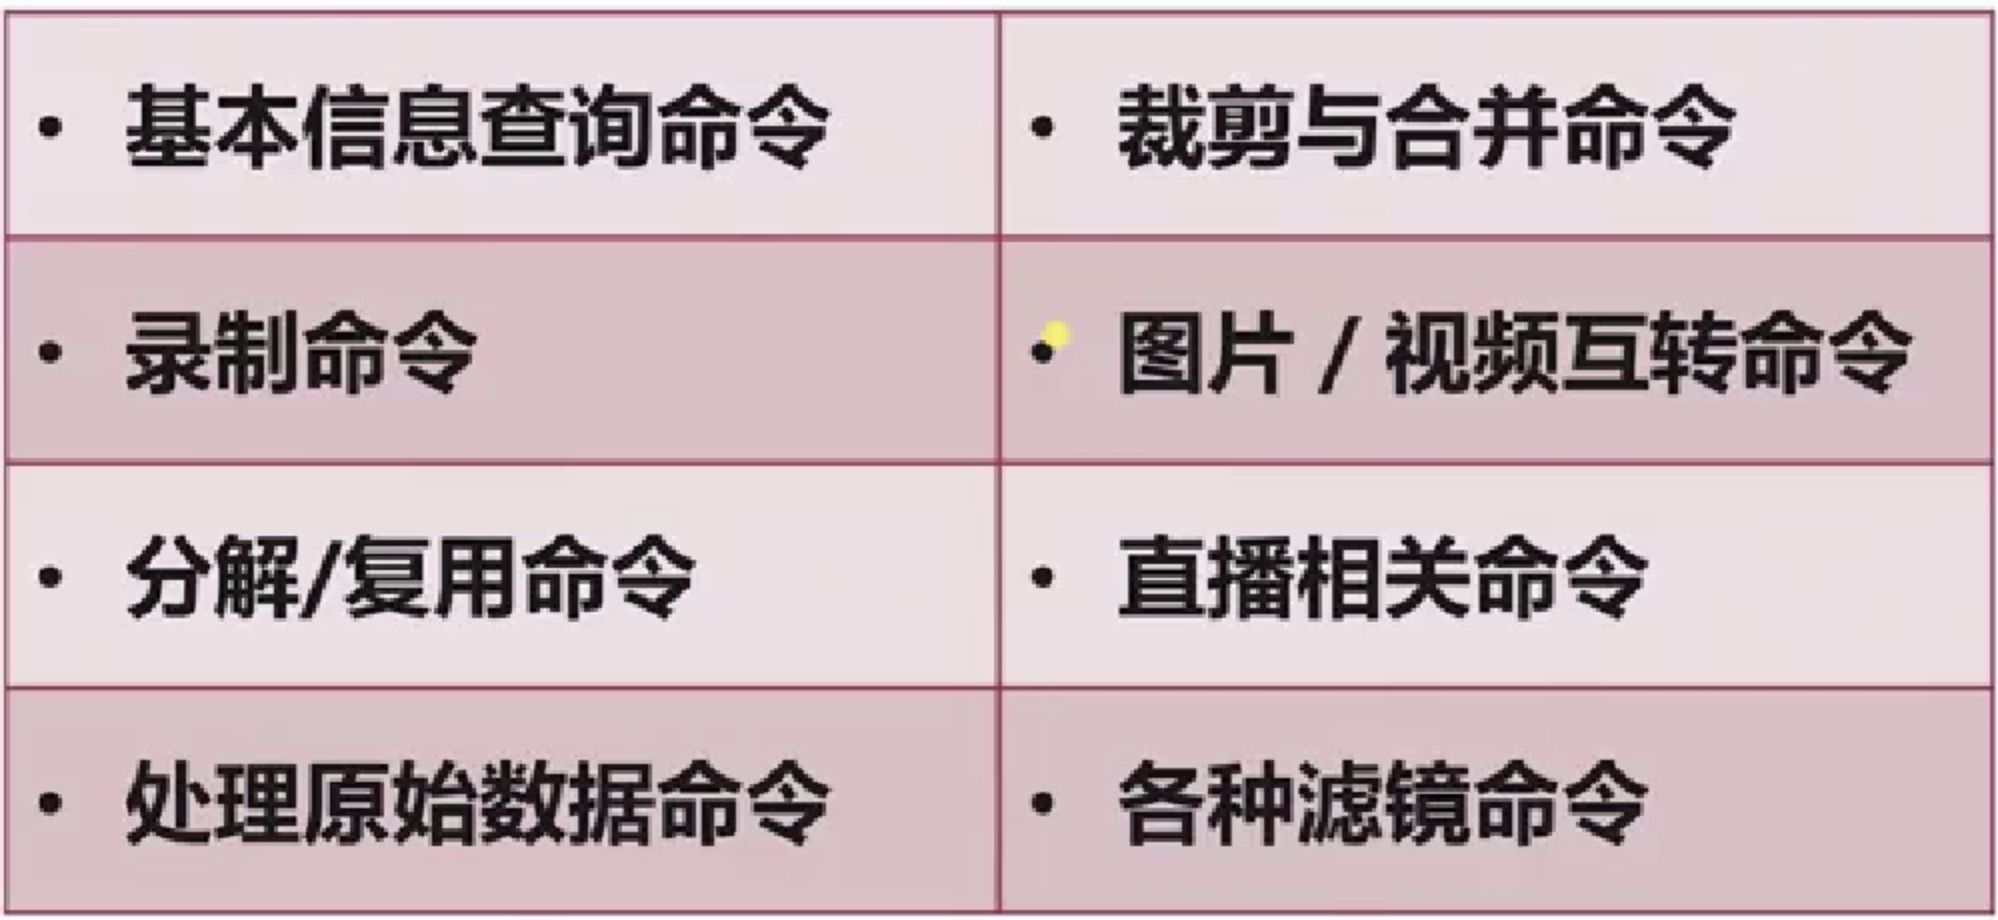 • 基本信息查询命令
• 裁剪与合并命令
• 录制命令
• 图片 / 视频互转命令
• 分解/复用命令
• 直播相关命令
• 处理原始数据命令
• 各种滤镜命令